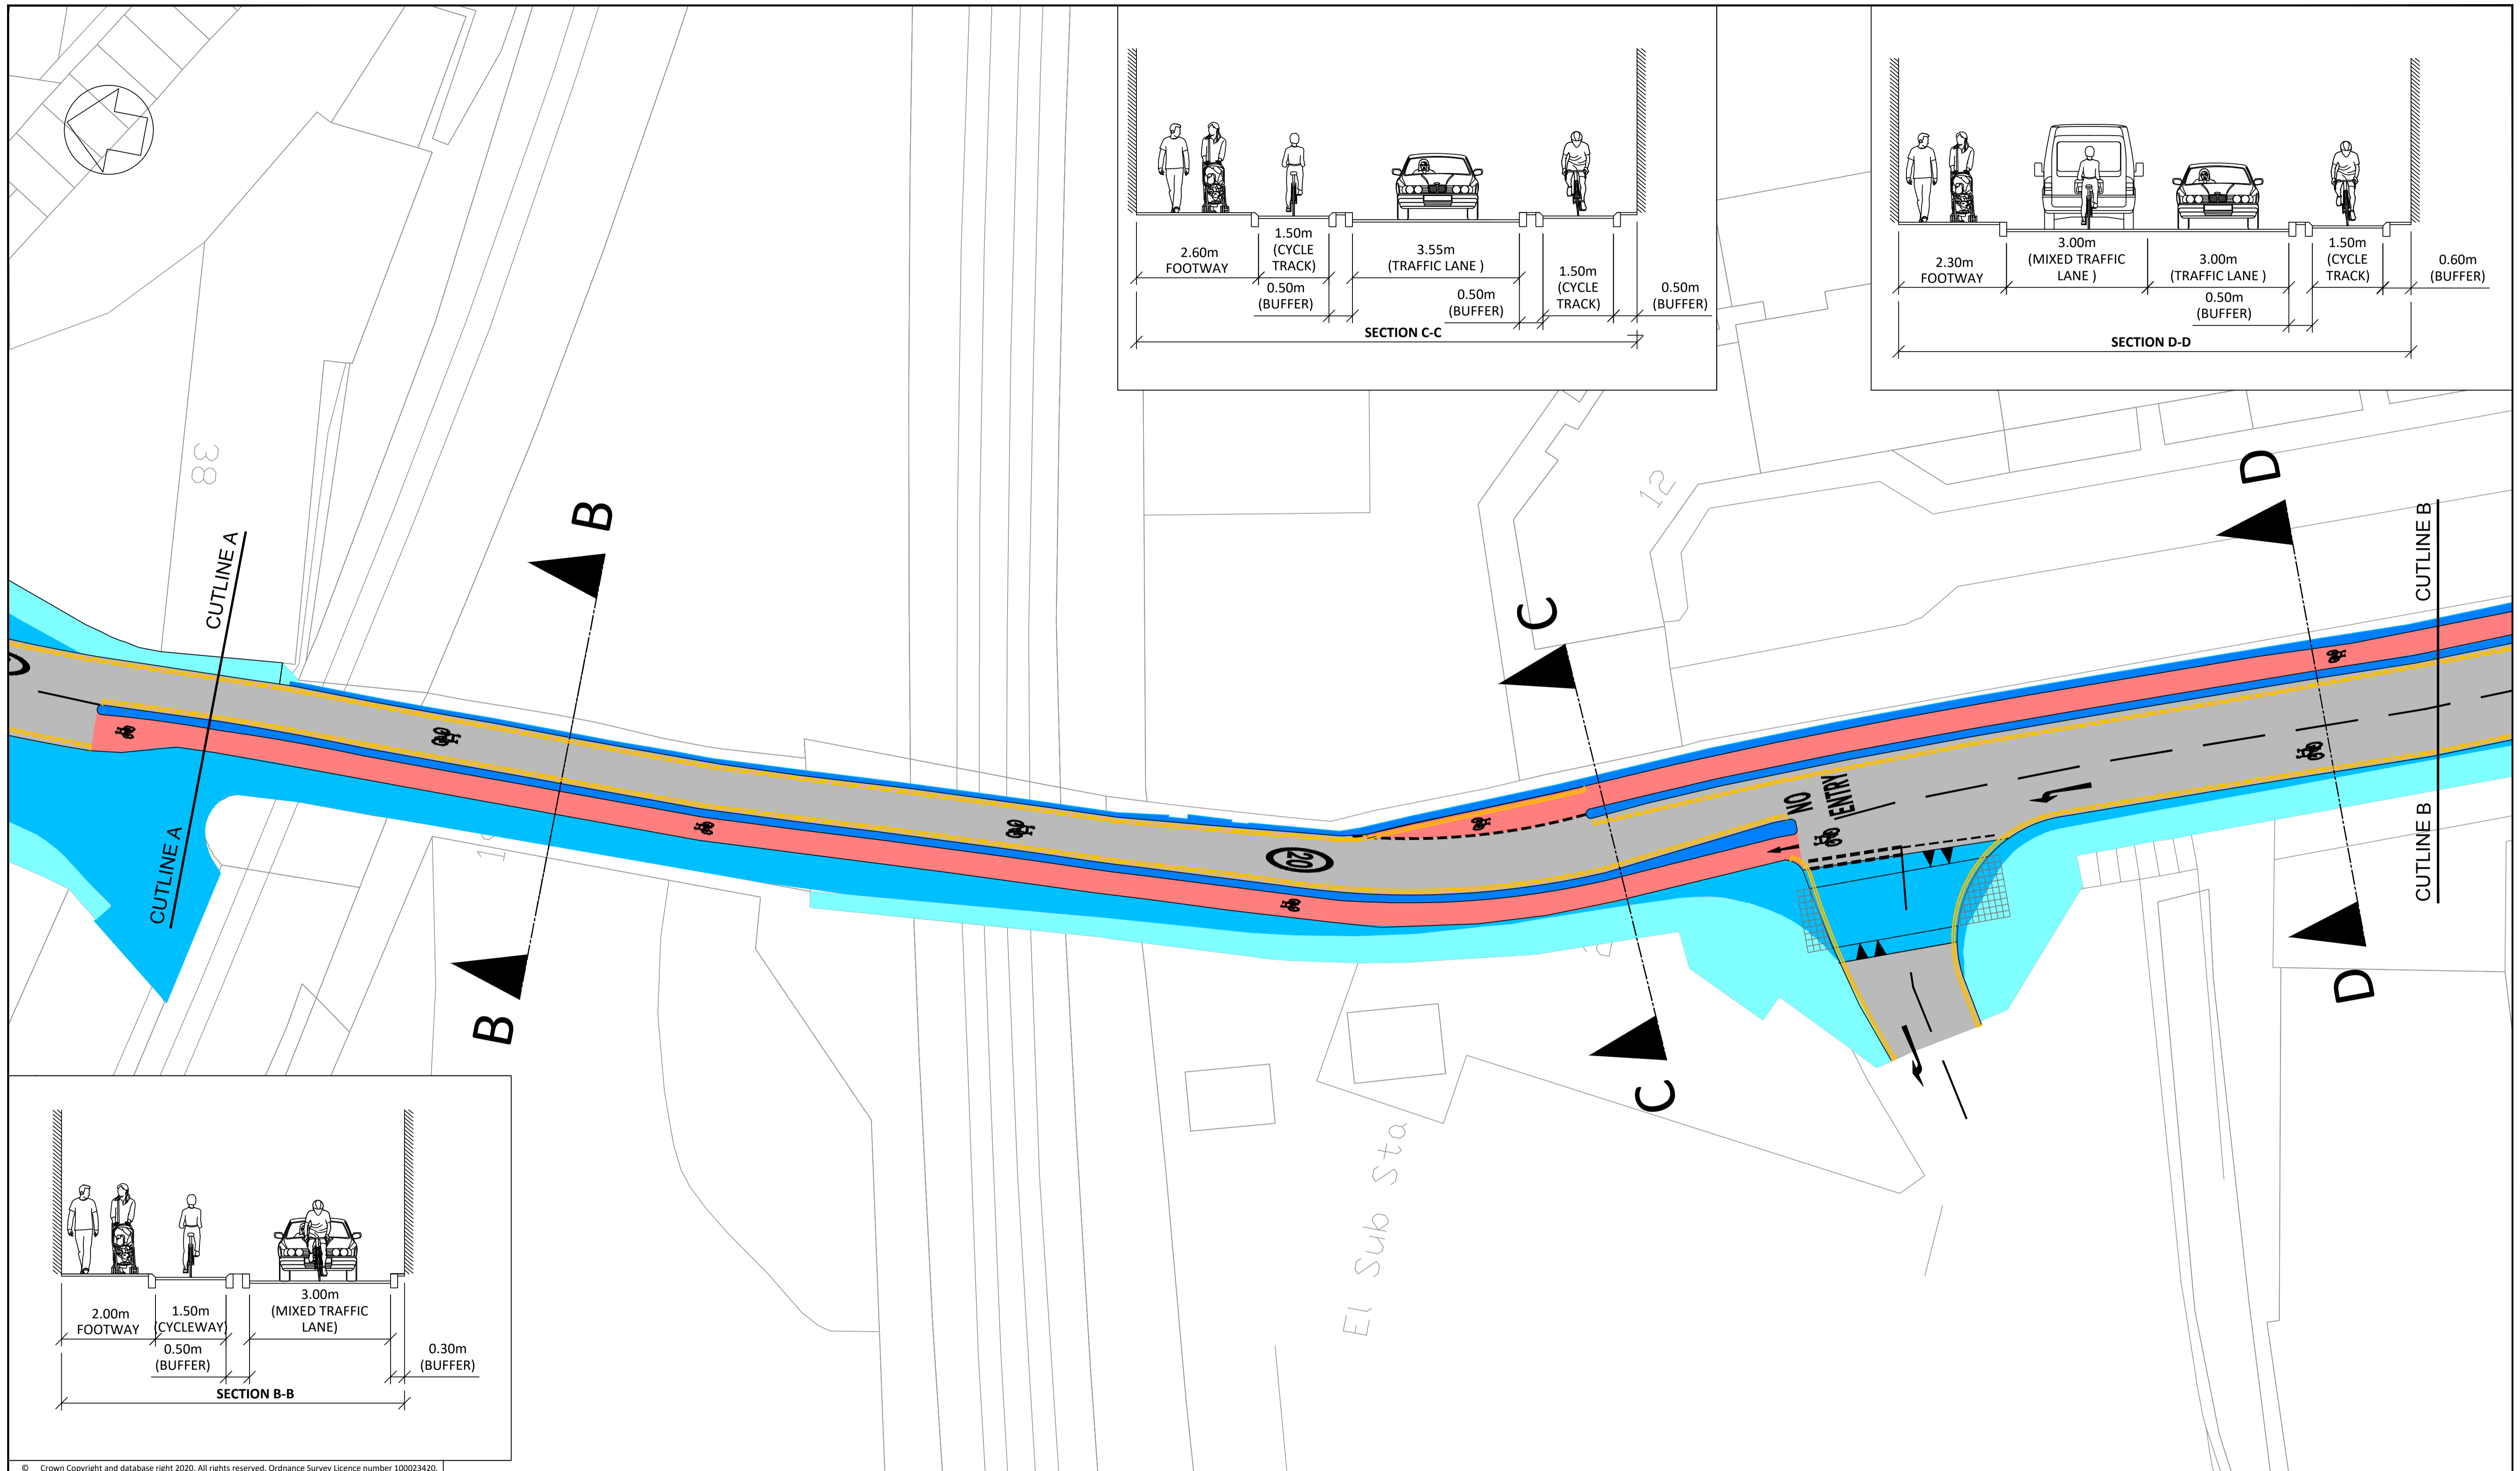 2.60m
FOOTWAY
1.50m
(CYCLE
TRACK)
0.50m
(BUFFER)
3.55m
(TRAFFIC LANE )
0.50m
(BUFFER)
1.50m
(CYCLE
TRACK)
0.50m
(BUFFER)
SECTION C-C
2.30m
FOOTWAY
3.00m
(MIXED TRAFFIC
LANE )
3.00m
(TRAFFIC LANE )
0.50m
(BUFFER)
1.50m
(CYCLE
TRACK)
0.60m
(BUFFER)
SECTION D-D
38
12
CUTLINE A
CUTLINE A
B
B
C
C
D
D
CUTLINE B
CUTLINE B
20
NO
ENTRY
El Sub Sta
2.00m
FOOTWAY
1.50m
(CYCLEWAY)
0.50m
(BUFFER)
3.00m
(MIXED TRAFFIC
LANE)
0.30m
(BUFFER)
SECTION B-B
© Crown Copyright and database right 2020. All rights reserved. Ordnance Survey Licence number 100023420.